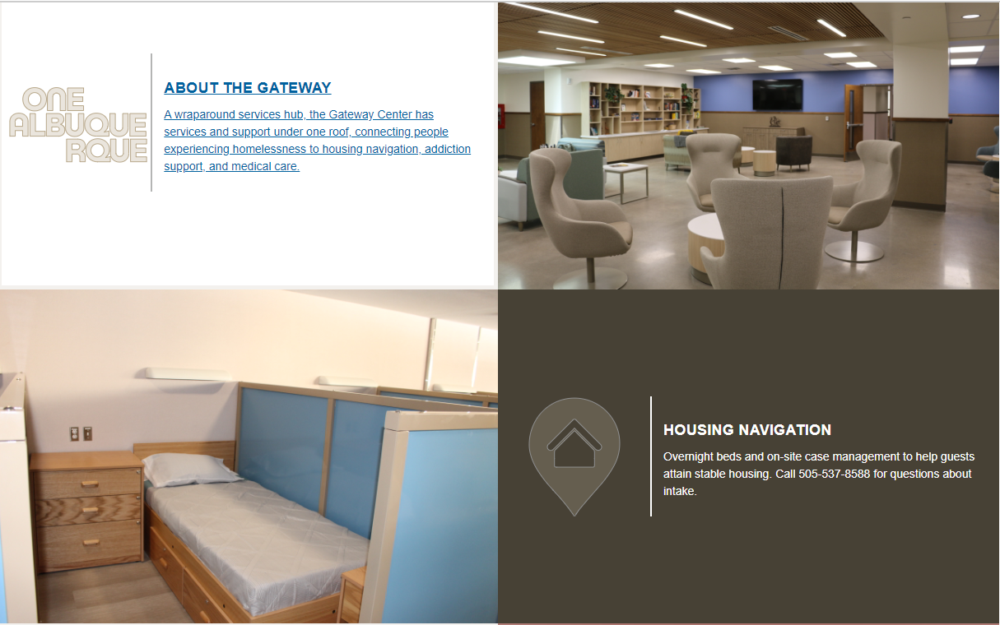 ONE
ALBUQUE
RQUE
ABOUT THE GATEWAY
A wraparound services hub, the Gateway Center has
services and support under one roof, connecting people
experiencing homelessness to housing navigation, addiction
support, and medical care.
HOUSING NAVIGATION
Overnight beds and on-site case management to help guests
attain stable housing. Call 505-537-8588 for questions about
intake.